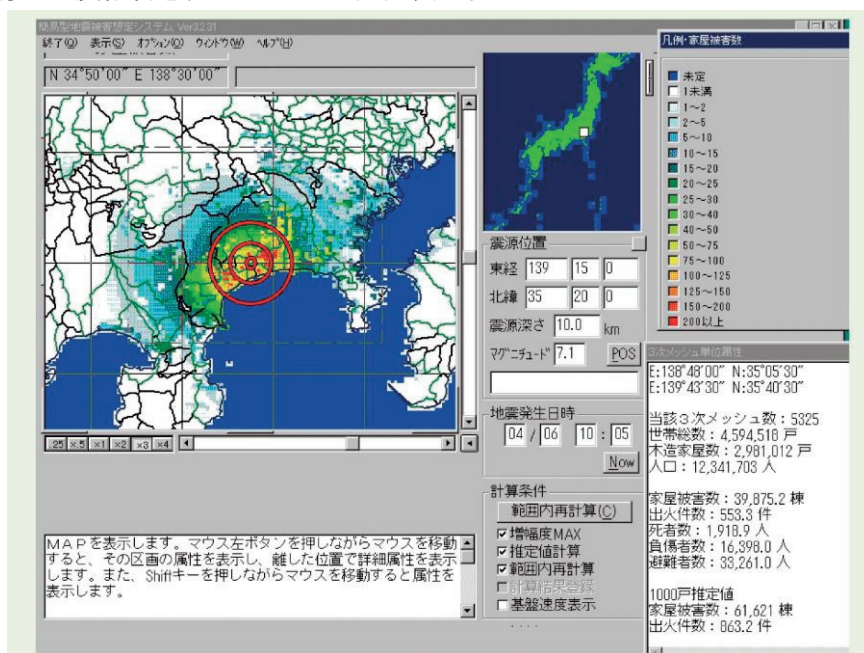 簡易型地震被害想定システム Ver3.2.31
終了(Q) 表示(S) オプション(O) ウィンドウ(W) ヘルプ(H)
N 34°50'00" E 138°30'00"
.25 x.5 x1 x2 x3 x4
MAPを表示します。マウス左ボタンを押しながらマウスを移動
すると、その区画の属性を表示し、離した位置で詳細属性を表示
します。また、Shiftキーを押しながらマウスを移動すると属性を
表示します。
震源位置
東経 139 15 0
北緯 35 20 0
震源深さ 10.0 km
マグニチュード 7.1 POS
地震発生日時
04 / 06 10 : 05
Now
計算条件
範囲内再計算(C)
増幅度MAX
推定値計算
範囲内再計算
計算結果登録
基盤速度表示
凡例・家屋被害数
未定
1未満
1～2
2～5
5～10
10～15
15～20
20～25
25～30
30～40
40～50
50～75
75～100
100～125
125～150
150～200
200以上
3次メッシュ単位属性
E:138°48'00" N:35°05'30"
E:139°43'30" N:35°40'30"
当該3次メッシュ数:5325
世帯総数:4,594,518 戸
木造家屋数:2,981,012 戸
人口:12,341,703 人
家屋被害数:39,875.2 棟
出火件数:553.3 件
死者数:1,918.9 人
負傷者数:16,398.0 人
避難者数:33,261.0 人
1000戸推定値
家屋被害数:61,621 棟
出火件数:863.2 件